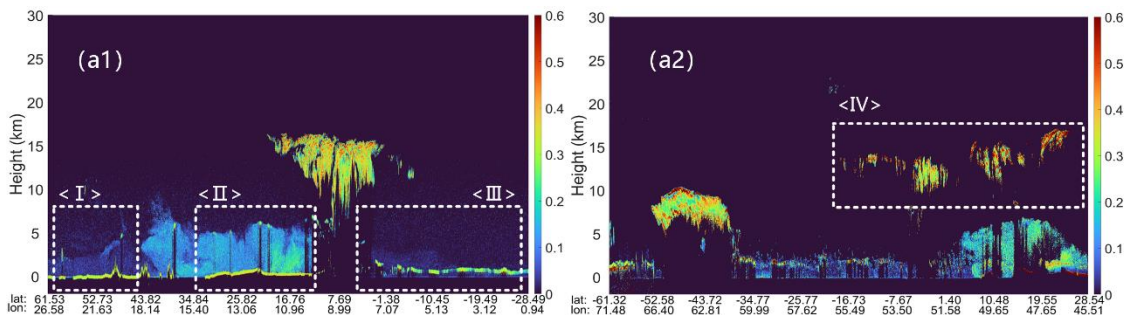 (a1)
30
25
20
15
10
5
0
Height (km)
< I >
<II>
<III>
0.6
0.5
0.4
0.3
0.2
0.1
0
lat: 61.53 52.73 43.82 34.84 25.82 16.76 7.69 -1.38 -10.45 -19.49 -28.49
lon: 26.58 21.63 18.14 15.40 13.06 10.96 8.99 7.07 5.13 3.12 0.94
(a2)
30
25
20
15
10
5
0
Height (km)
<IV>
0.6
0.5
0.4
0.3
0.2
0.1
0
lat: -61.32 -52.58 -43.72 -34.77 -25.77 -16.73 -7.67 51.40 10.48 19.55 28.54
lon: 71.48 66.40 62.81 59.99 57.62 55.49 53.50 51.58 49.65 47.65 45.51